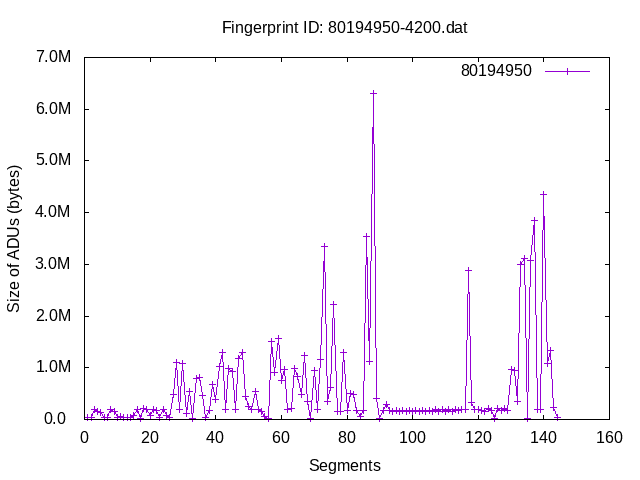 Fingerprint ID: 80194950-4200.dat
80194950
7.0M
6.0M
5.0M
4.0M
3.0M
2.0M
1.0M
0.0
Size of ADUs (bytes)
0 20 40 60 80 100 120 140 160
Segments